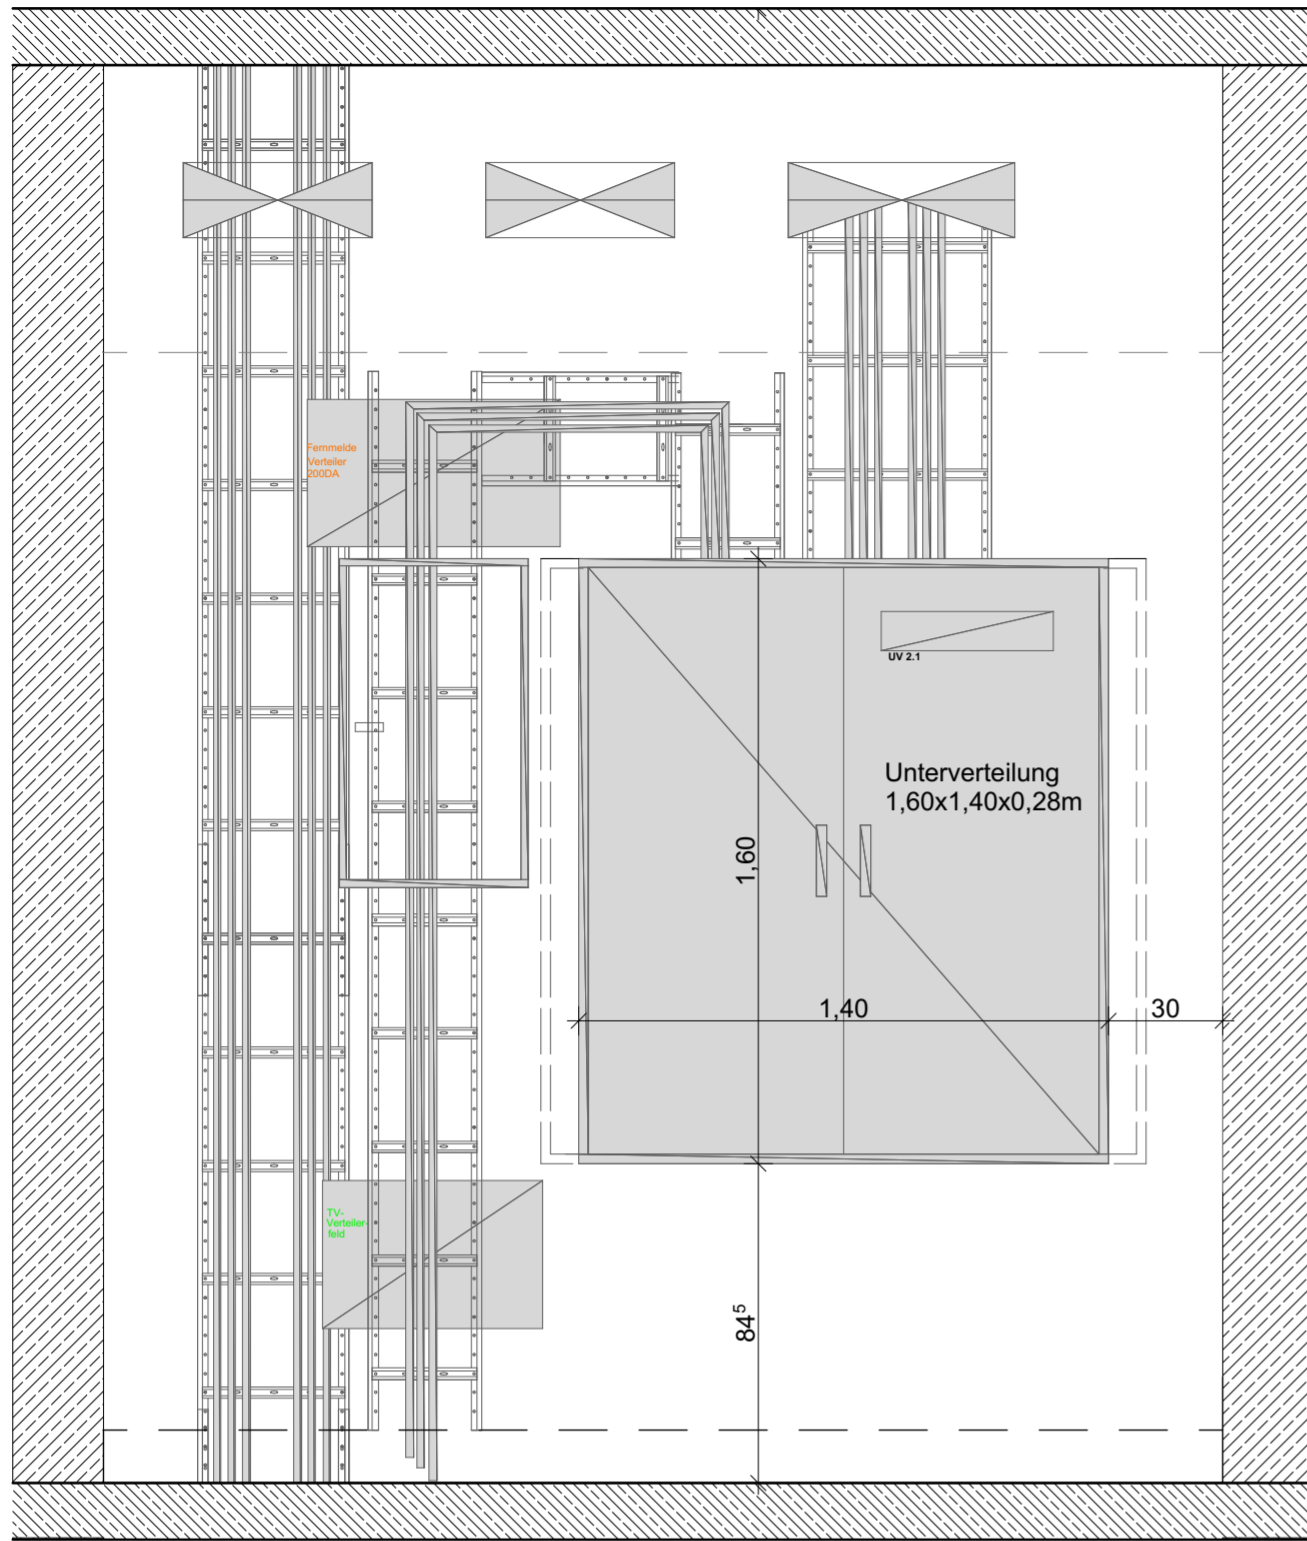 Fernmelde
Verteiler
200DA
UV 2.1
Unterverteilung
1,60x1,40x0,28m
1,60
1,40
30
TV-
Verteiler-
feld
84⁵